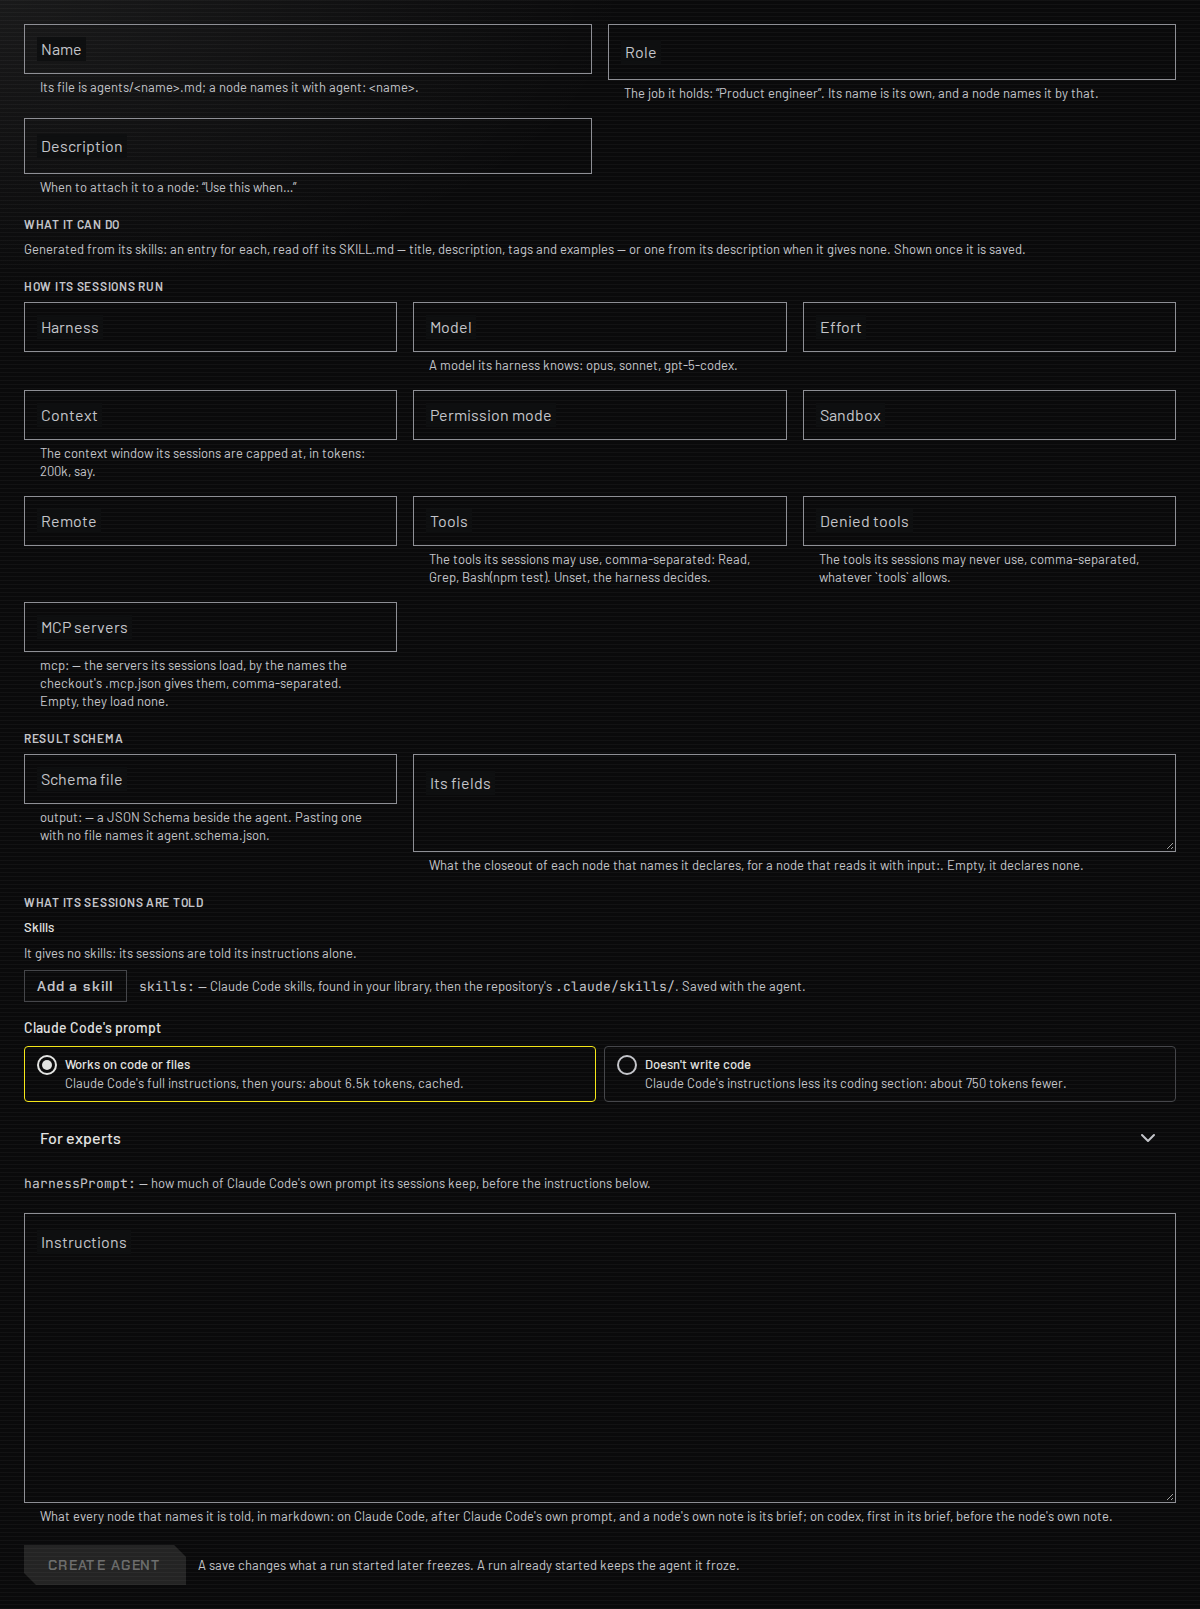 Name
Role
Its file is agents/<name>.md; a node names it with agent: <name>.
The job it holds: “Product engineer”. Its name is its own, and a node names it by that.
Description
When to attach it to a node: “Use this when…”
WHAT IT CAN DO
Generated from its skills: an entry for each, read off its SKILL.md — title, description, tags and examples — or one from its description when it gives none. Shown once it is saved.
HOW ITS SESSIONS RUN
Harness
Model
Effort
A model its harness knows: opus, sonnet, gpt-5-codex.
Context
Permission mode
Sandbox
The context window its sessions are capped at, in tokens:
200k, say.
Remote
Tools
Denied tools
The tools its sessions may use, comma-separated: Read,
Grep, Bash(npm test). Unset, the harness decides.
The tools its sessions may never use, comma-separated,
whatever `tools` allows.
MCP servers
mcp: — the servers its sessions load, by the names the
checkout's .mcp.json gives them, comma-separated.
Empty, they load none.
RESULT SCHEMA
Schema file
Its fields
output: — a JSON Schema beside the agent. Pasting one
with no file names it agent.schema.json.
What the closeout of each node that names it declares, for a node that reads it with input:. Empty, it declares none.
WHAT ITS SESSIONS ARE TOLD
Skills
It gives no skills: its sessions are told its instructions alone.
Add a skill
skills: — Claude Code skills, found in your library, then the repository's .claude/skills/. Saved with the agent.
Claude Code's prompt
Works on code or files
Claude Code's full instructions, then yours: about 6.5k tokens, cached.
Doesn't write code
Claude Code's instructions less its coding section: about 750 tokens fewer.
For experts
harnessPrompt: — how much of Claude Code's own prompt its sessions keep, before the instructions below.
Instructions
What every node that names it is told, in markdown: on Claude Code, after Claude Code's own prompt, and a node's own note is its brief; on codex, first in its brief, before the node's own note.
CREATE AGENT
A save changes what a run started later freezes. A run already started keeps the agent it froze.